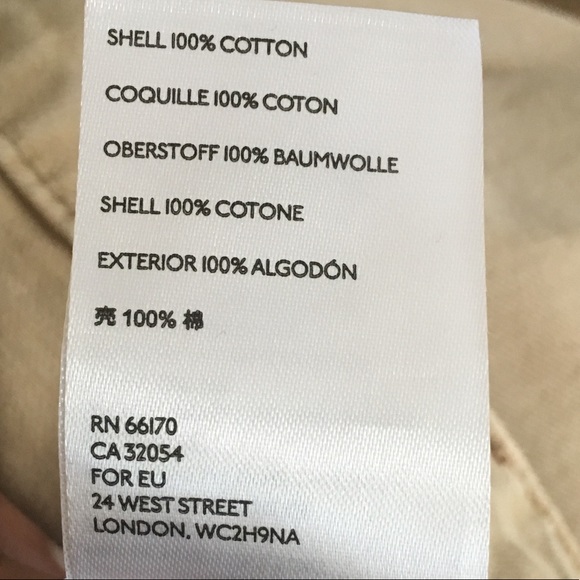 SHELL 100% COTTON
COQUILLE 100% COTON
OBERSTOFF 100% BAUMWOLLE
SHELL 100% COTONE
EXTERIOR 100% ALGODÓN
売 100% 棉
RN 66170
CA 32054
FOR EU
24 WEST STREET
LONDON, WC2H9NA